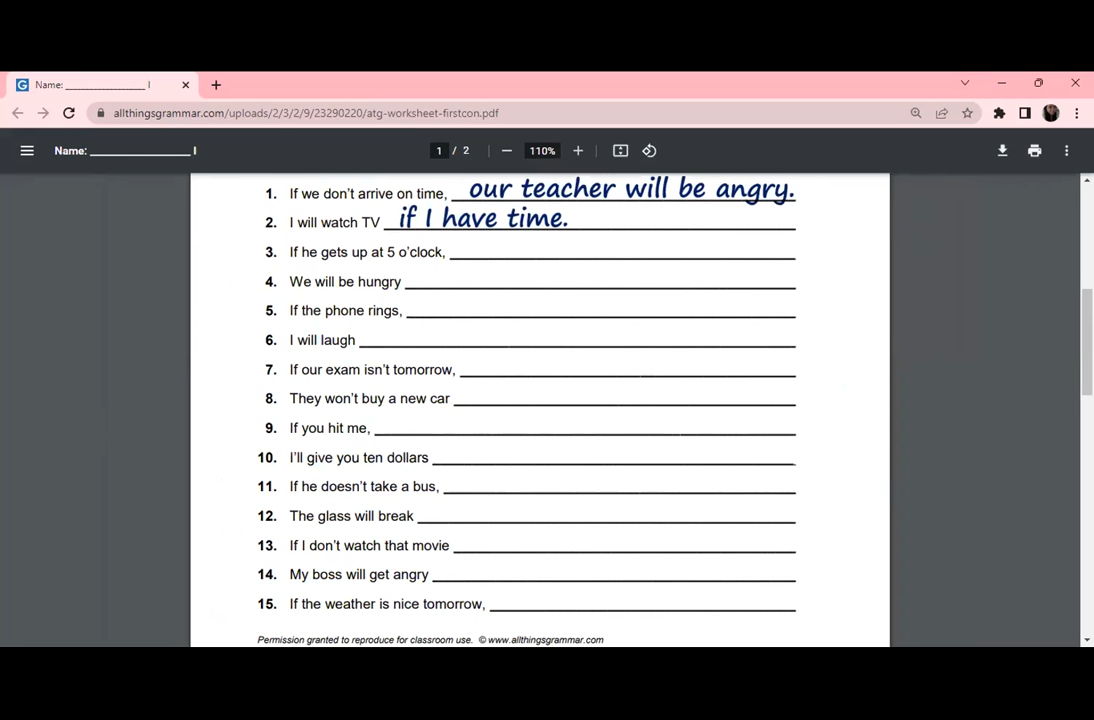 Name: ____________________ I
allthingsgrammar.com/uploads/2/3/2/9/23290220/atg-worksheet-firstcon.pdf
Name: ______________ I
1 / 2
110%
1. If we don't arrive on time, our teacher will be angry.
2. I will watch TV if I have time.
3. If he gets up at 5 o'clock,
4. We will be hungry
5. If the phone rings,
6. I will laugh
7. If our exam isn't tomorrow,
8. They won't buy a new car
9. If you hit me,
10. I'll give you ten dollars
11. If he doesn't take a bus,
12. The glass will break
13. If I don't watch that movie
14. My boss will get angry
15. If the weather is nice tomorrow,
Permission granted to reproduce for classroom use. © www.allthingsgrammar.com